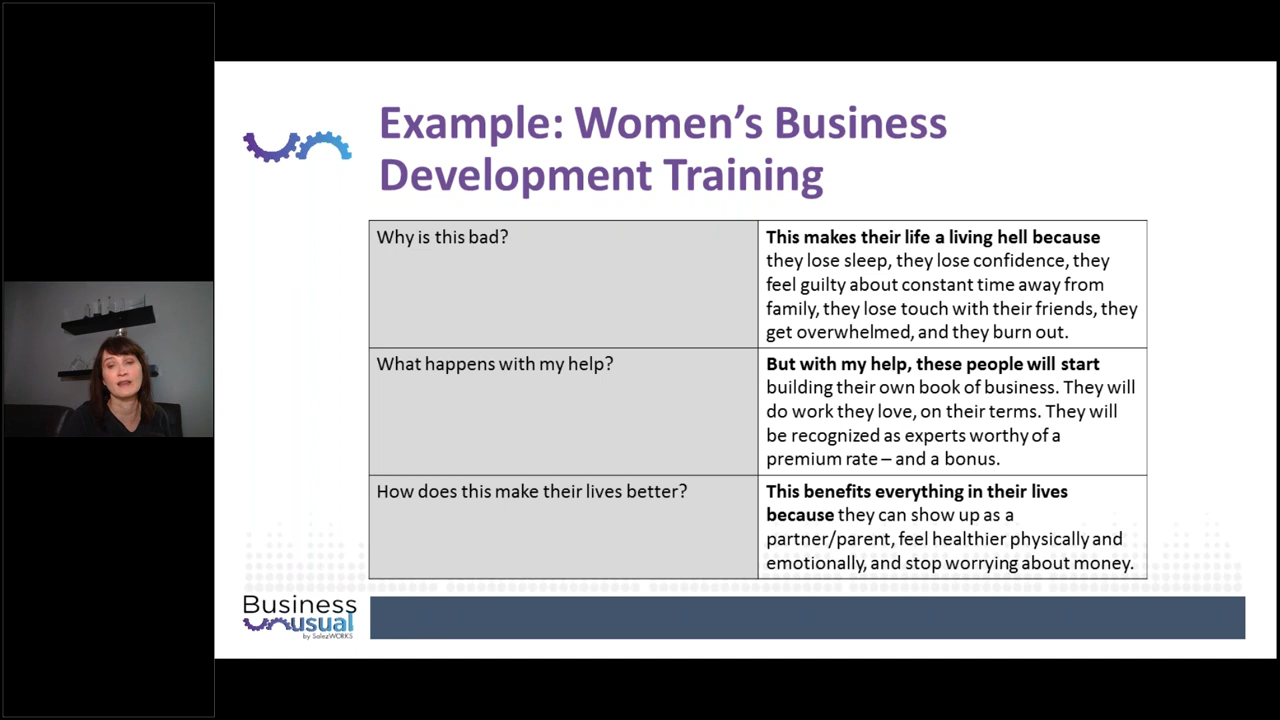 Example: Women’s Business
Development Training
Why is this bad?
This makes their life a living hell because
they lose sleep, they lose confidence, they
feel guilty about constant time away from
family, they lose touch with their friends, they
get overwhelmed, and they burn out.
What happens with my help?
But with my help, these people will start
building their own book of business. They will
do work they love, on their terms. They will
be recognized as experts worthy of a
premium rate – and a bonus.
How does this make their lives better?
This benefits everything in their lives
because they can show up as a
partner/parent, feel healthier physically and
emotionally, and stop worrying about money.
Business
unusual
by SalezWORKS